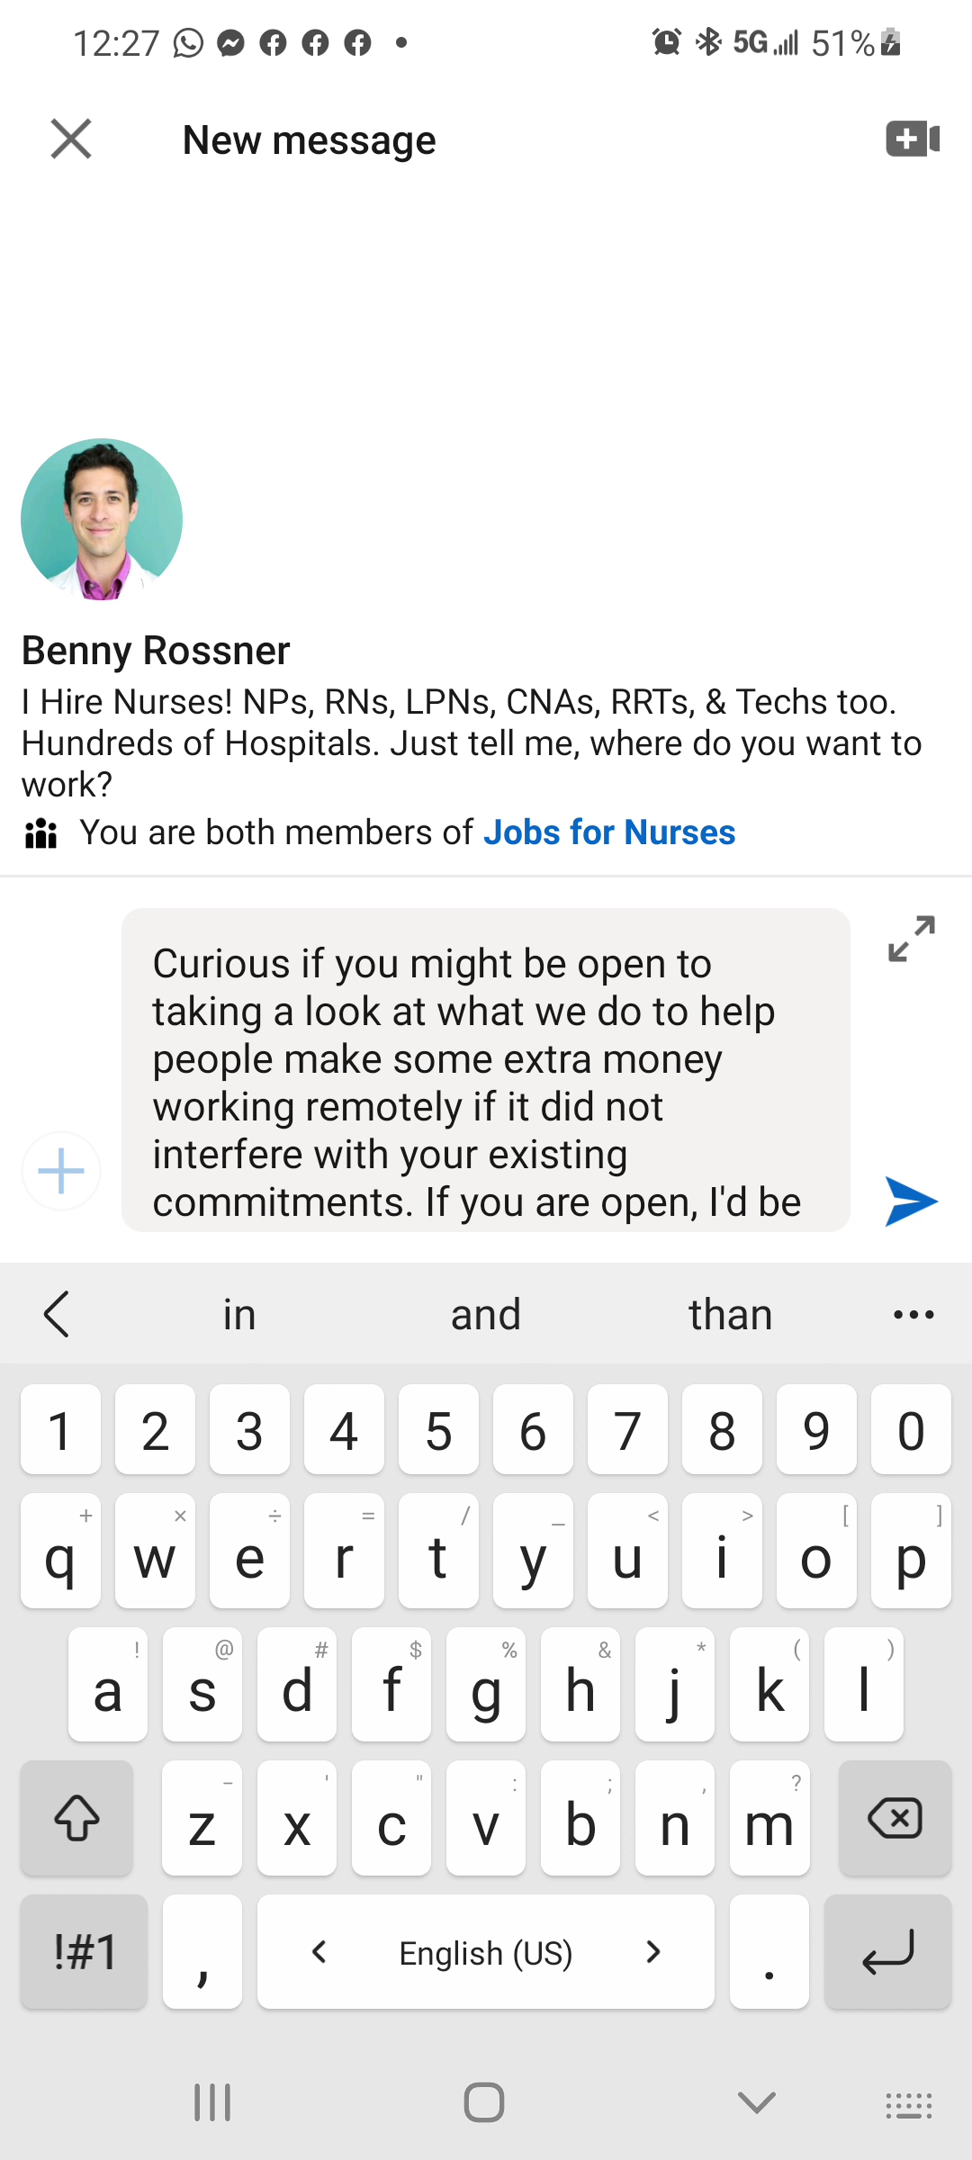 12:27 5G 51%
New message
Benny Rossner
I Hire Nurses! NPs, RNs, LPNs, CNAs, RRTs, & Techs too.
Hundreds of Hospitals. Just tell me, where do you want to
work?
You are both members of Jobs for Nurses
Curious if you might be open to
taking a look at what we do to help
people make some extra money
working remotely if it did not
interfere with your existing
commitments. If you are open, I'd be
in and than
1 2 3 4 5 6 7 8 9 0
+ × ÷ = / _ < > [ ]
q w e r t y u i o p
! @ # $ % & * ( )
a s d f g h j k l
- ' " : ; , ?
z x c v b n m
!#1 , < English (US) > .